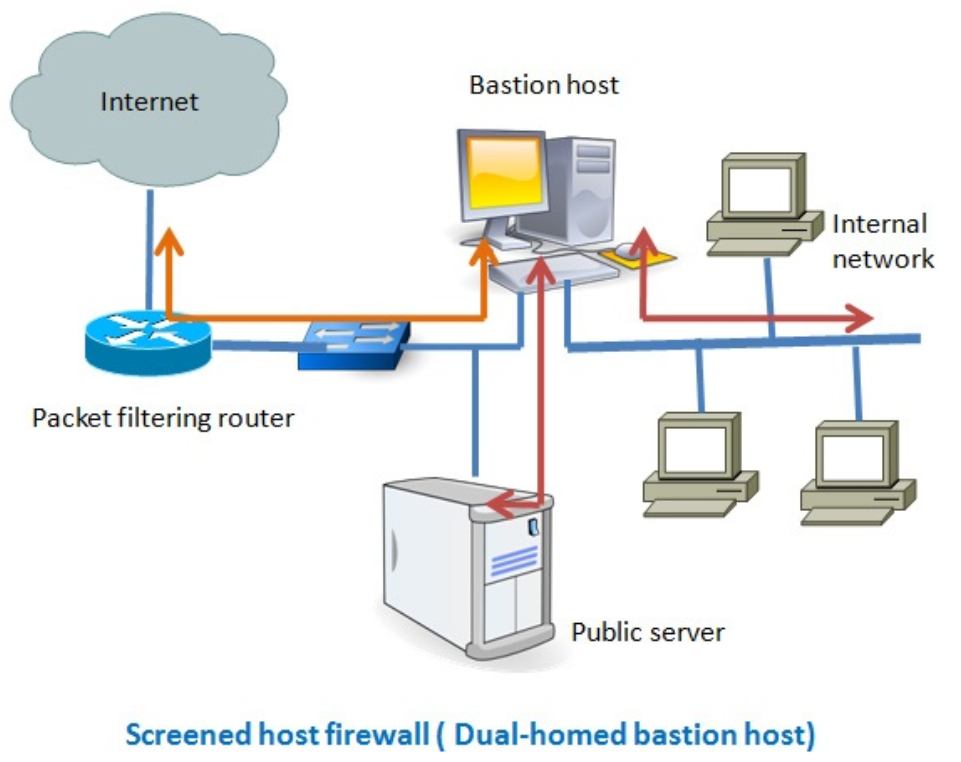 Internet
Bastion host
Internal
network
Packet filtering router
Public server
Screened host firewall ( Dual-homed bastion host)